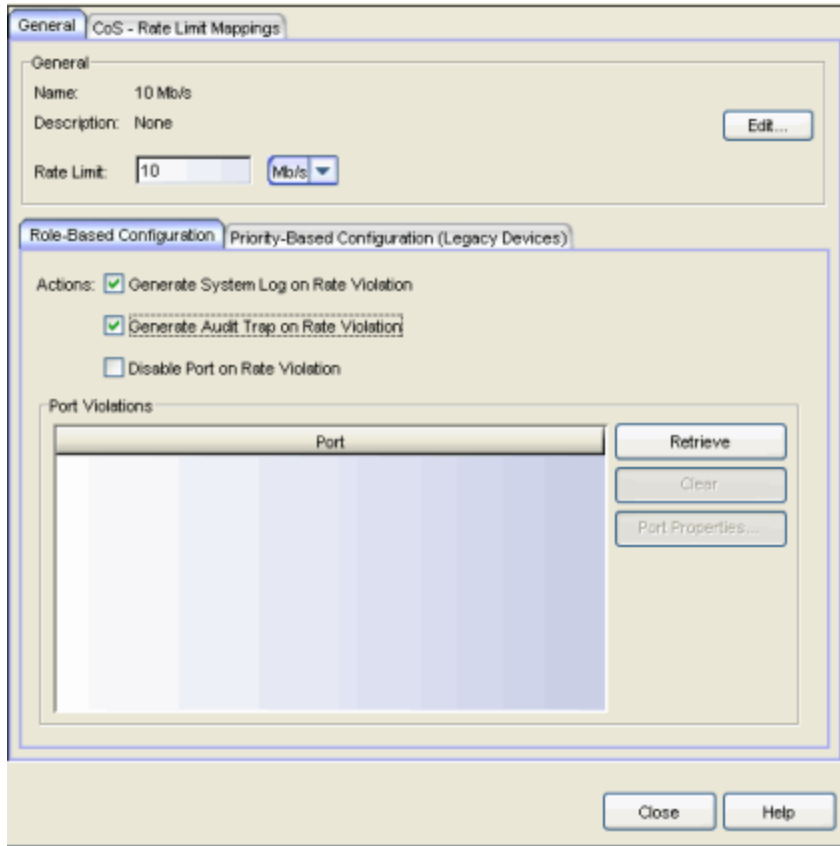 General CoS - Rate Limit Mappings
General
Name: 10 Mb/s
Description: None
Edit...
Rate Limit: 10 Mb/s
Role-Based Configuration Priority-Based Configuration (Legacy Devices)
Actions: Generate System Log on Rate Violation
Generate Audit Trap on Rate Violation
Disable Port on Rate Violation
Port Violations
Port
Retrieve
Clear
Port Properties...
Close Help